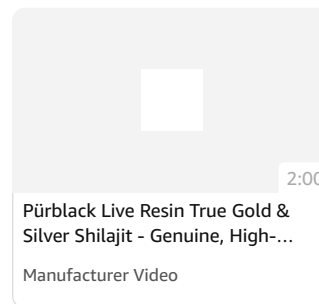 2:00
Pürblack Live Resin True Gold &
Silver Shilajit - Genuine, High-...
Manufacturer Video